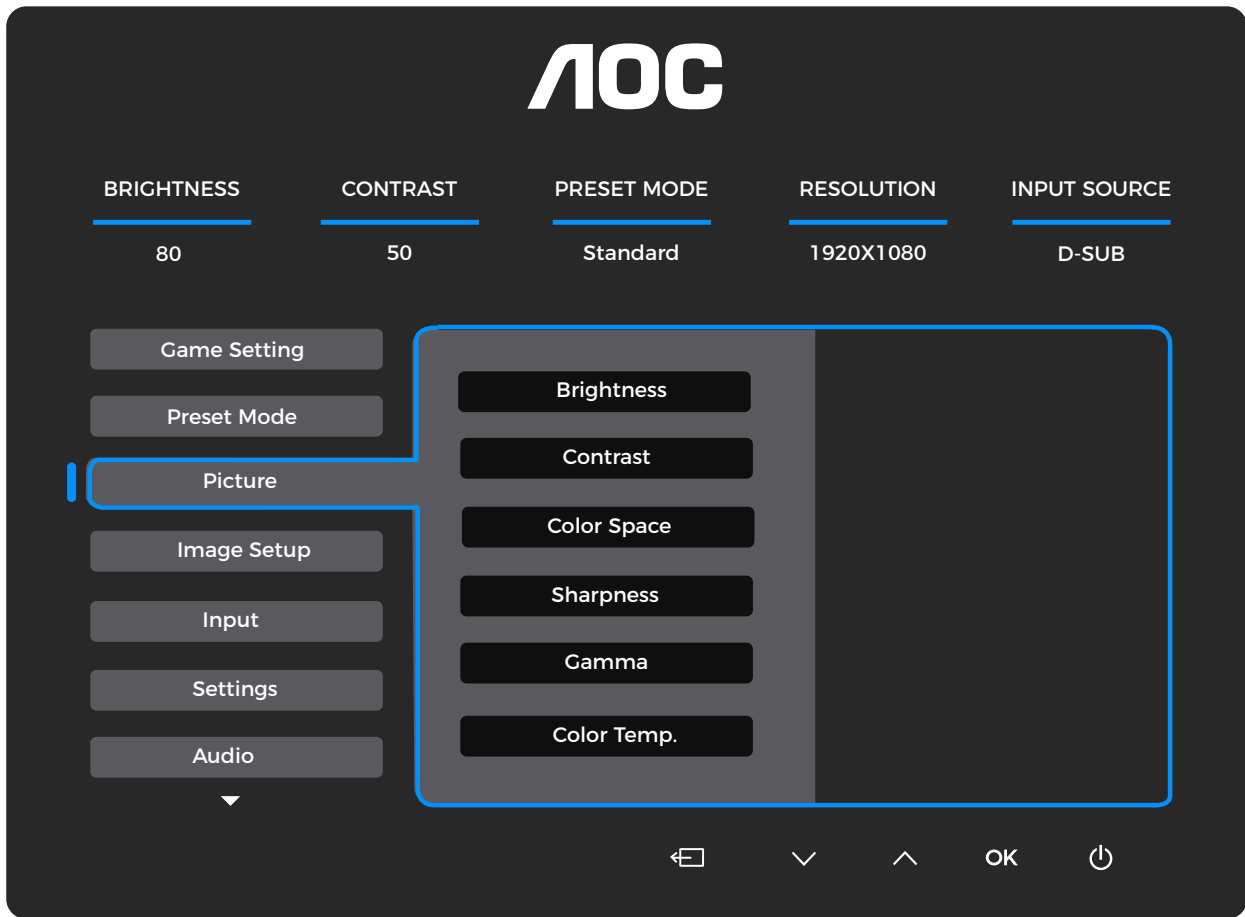 AOC
BRIGHTNESS CONTRAST PRESET MODE RESOLUTION INPUT SOURCE
80 50 Standard 1920X1080 D-SUB
Game Setting
Preset Mode
Picture
Image Setup
Input
Settings
Audio
Brightness
Contrast
Color Space
Sharpness
Gamma
Color Temp.
OK